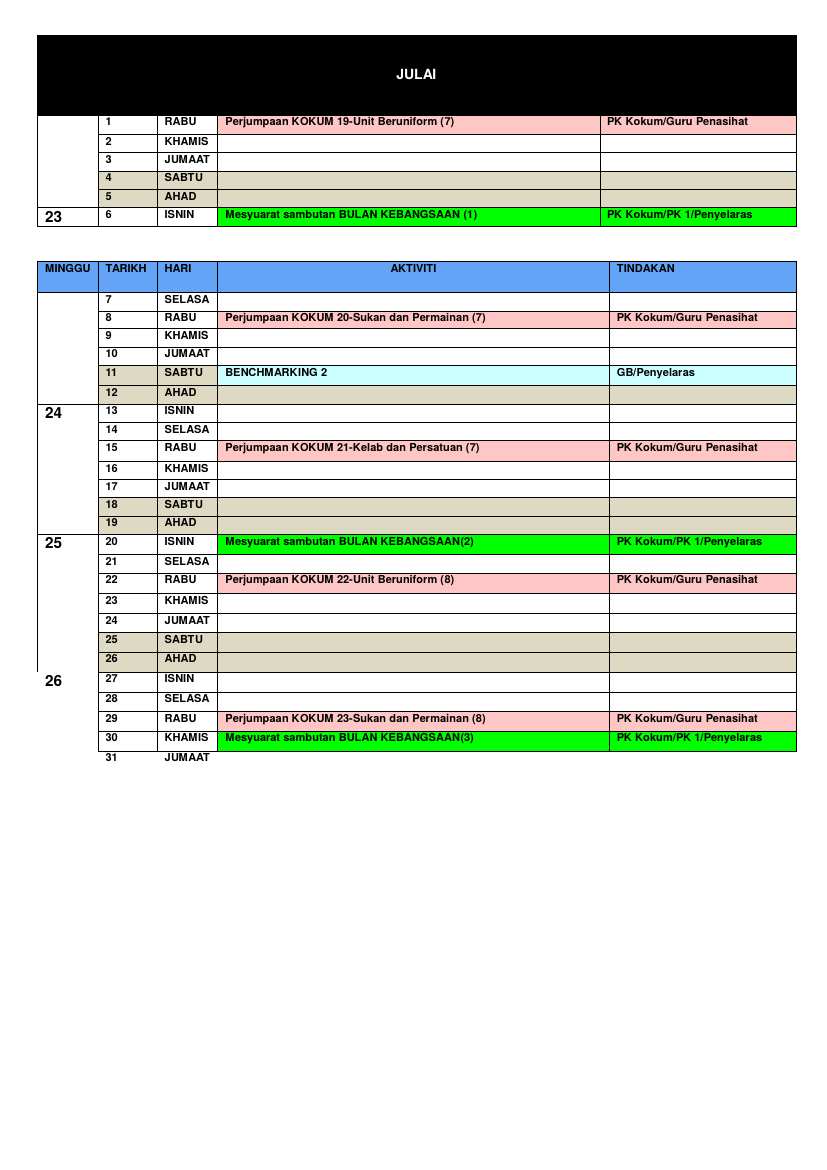 JULAI
1 RABU Perjumpaan KOKUM 19-Unit Beruniform (7) PK Kokum/Guru Penasihat
2 KHAMIS
3 JUMAAT
4 SABTU
5 AHAD
23 6 ISNIN Mesyuarat sambutan BULAN KEBANGSAAN (1) PK Kokum/PK 1/Penyelaras
MINGGU TARIKH HARI AKTIVITI TINDAKAN
7 SELASA
8 RABU Perjumpaan KOKUM 20-Sukan dan Permainan (7) PK Kokum/Guru Penasihat
9 KHAMIS
10 JUMAAT
11 SABTU BENCHMARKING 2 GB/Penyelaras
12 AHAD
24 13 ISNIN
14 SELASA
15 RABU Perjumpaan KOKUM 21-Kelab dan Persatuan (7) PK Kokum/Guru Penasihat
16 KHAMIS
17 JUMAAT
18 SABTU
19 AHAD
25 20 ISNIN Mesyuarat sambutan BULAN KEBANGSAAN(2) PK Kokum/PK 1/Penyelaras
21 SELASA
22 RABU Perjumpaan KOKUM 22-Unit Beruniform (8) PK Kokum/Guru Penasihat
23 KHAMIS
24 JUMAAT
25 SABTU
26 AHAD
26 27 ISNIN
28 SELASA
29 RABU Perjumpaan KOKUM 23-Sukan dan Permainan (8) PK Kokum/Guru Penasihat
30 KHAMIS Mesyuarat sambutan BULAN KEBANGSAAN(3) PK Kokum/PK 1/Penyelaras
31 JUMAAT